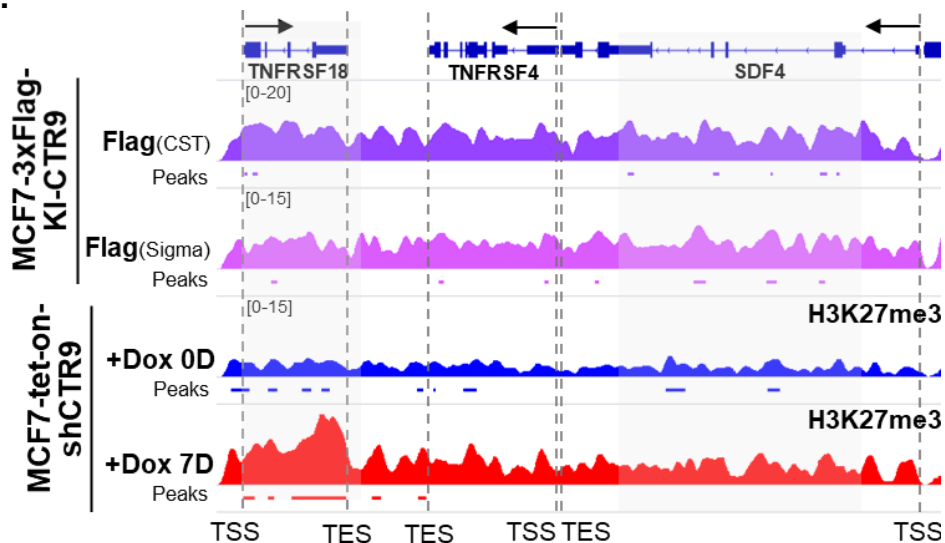 TNFRSF18 TNFRSF4 SDF4
MCF7-3xFlag-
KI-CTR9
[0-20]
Flag(CST)
Peaks
[0-15]
Flag(Sigma)
Peaks
MCF7-tet-on-
shCTR9
[0-15]
H3K27me3
+Dox 0D
Peaks
H3K27me3
+Dox 7D
Peaks
TSS TES TES TSS TES TSS